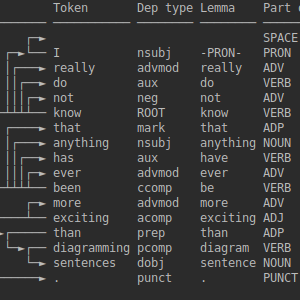 Token Dep type Lemma Part
SPACE
I nsubj -PRON- PRON
really advmod really ADV
do aux do VERB
not neg not ADV
know ROOT know VERB
that mark that ADP
anything nsubj anything NOUN
has aux have VERB
ever advmod ever ADV
been ccomp be VERB
more advmod more ADV
exciting acomp exciting ADJ
than prep than ADP
diagramming pcomp diagram VERB
sentences dobj sentence NOUN
. punct . PUNCT